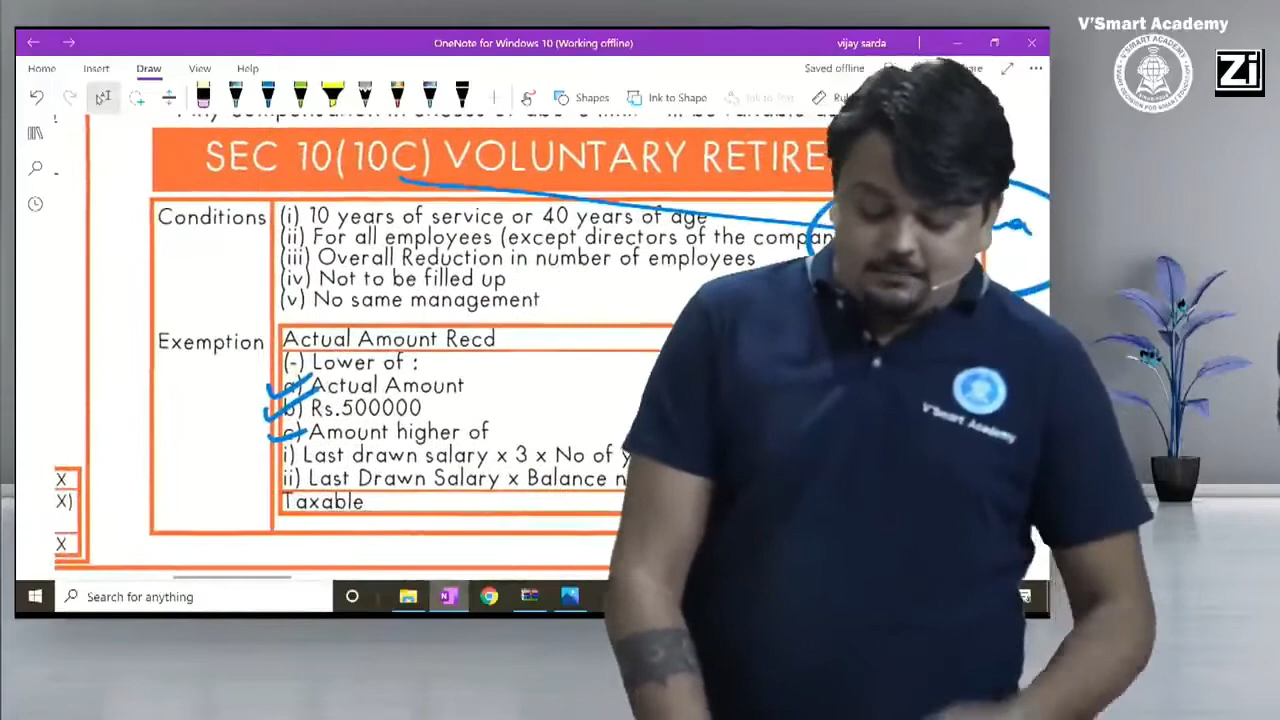 V'Smart Academy
Zi
OneNote for Windows 10 (Working offline)
vijay sarda
Home Insert Draw View Help
Saved offline
Shapes
Ink to Shape
Ink to Text
SEC 10(10C) VOLUNTARY RETIRE
Conditions
(i) 10 years of service or 40 years of age
(ii) For all employees (except directors of the compan
(iii) Overall Reduction in number of employees
(iv) Not to be filled up
(v) No same management
Exemption
Actual Amount Recd
(-) Lower of :
a) Actual Amount
b) Rs.500000
c) Amount higher of
i) Last drawn salary x 3 x No of y
ii) Last Drawn Salary x Balance n
Taxable
X
X)
X
Search for anything
V'Smart Academy